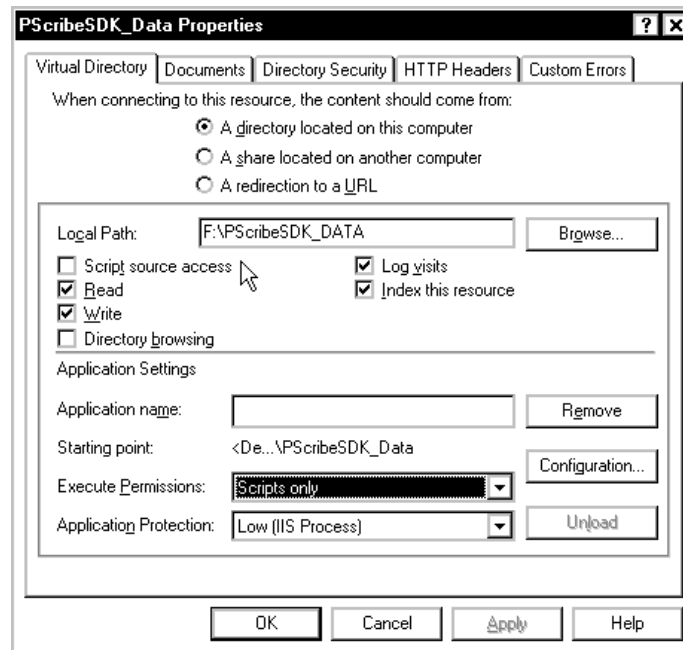 PScribeSDK_Data Properties ? X
Virtual Directory Documents Directory Security HTTP Headers Custom Errors
When connecting to this resource, the content should come from:
A directory located on this computer
A share located on another computer
A redirection to a URL
Local Path: F:\PScribeSDK_DATA Browse...
Script source access Log visits
Read Index this resource
Write
Directory browsing
Application Settings
Application name: Remove
Starting point: <De...\PScribeSDK_Data
Configuration...
Execute Permissions: Scripts only
Application Protection: Low (IIS Process) Unload
OK Cancel Apply Help